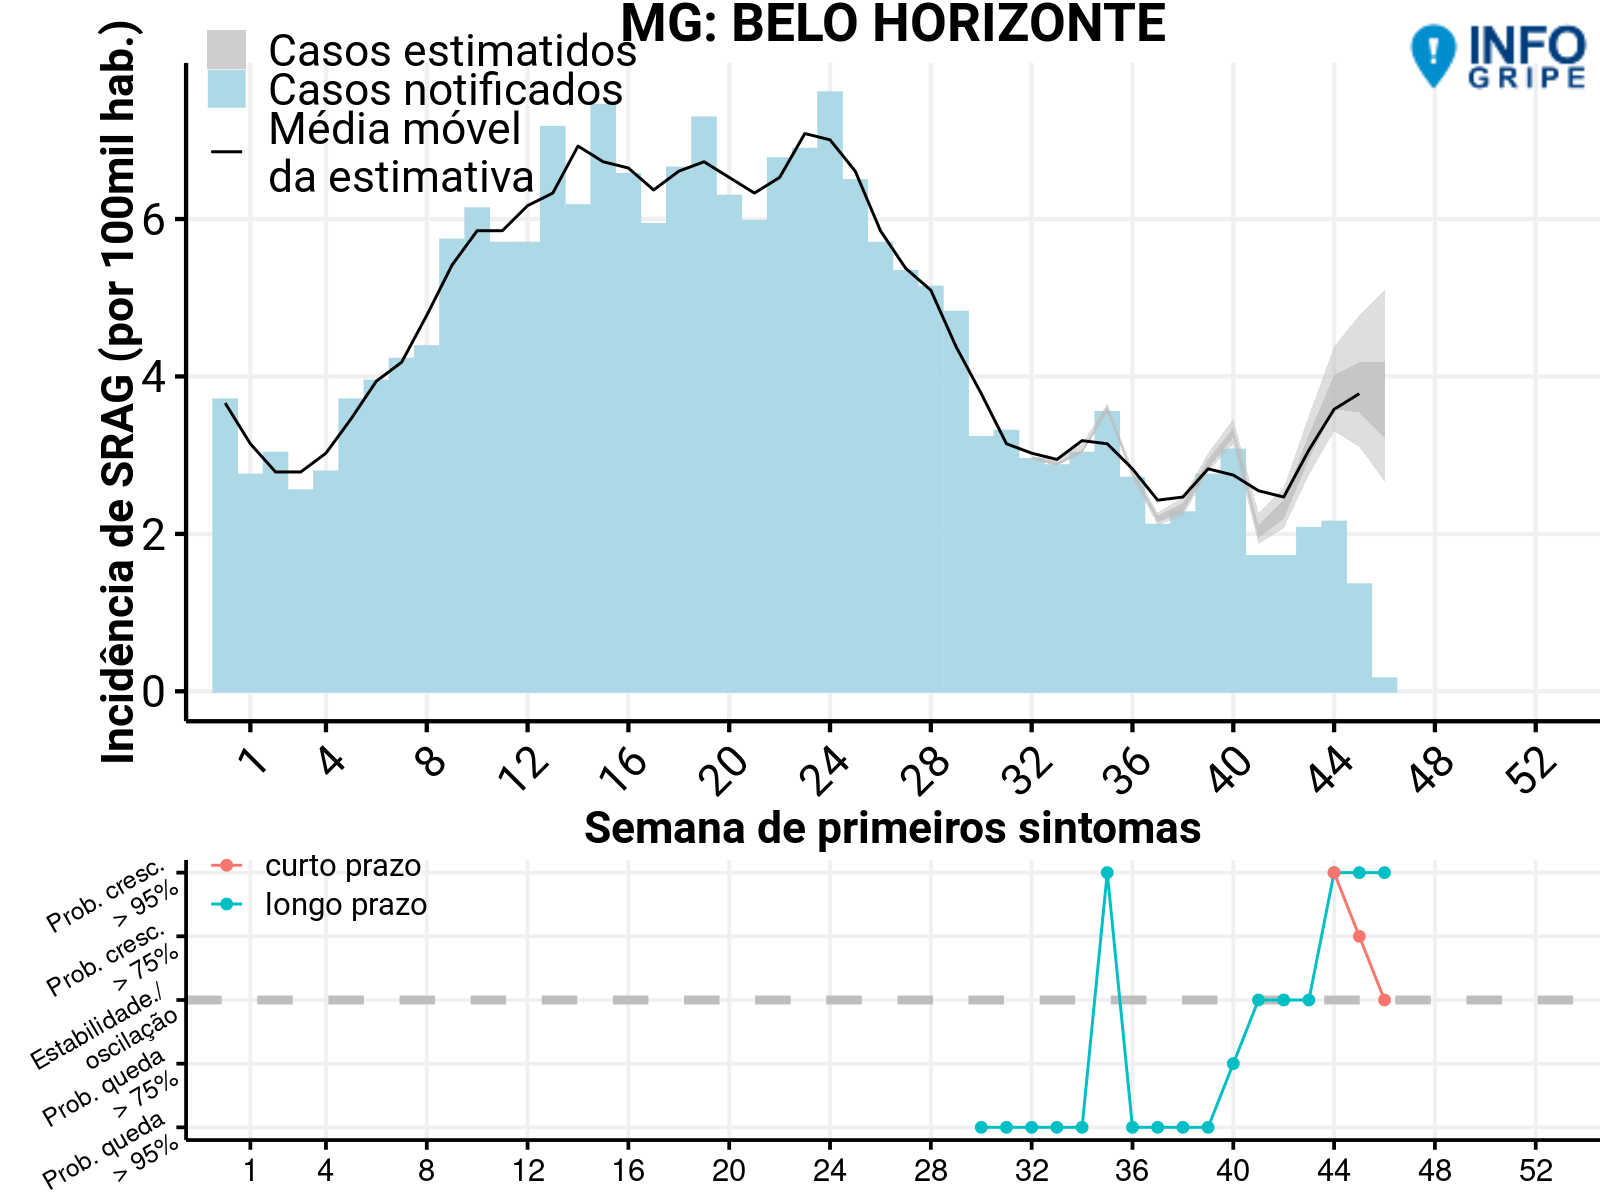 MG: BELO HORIZONTE
INFO
GRIPE
Casos estimatidos
Casos notificados
Média móvel
da estimativa
Incidência de SRAG (por 100mil hab.)
6
4
2
0
1 4 8 12 16 20 24 28 32 36 40 44 48 52
Semana de primeiros sintomas
curto prazo
longo prazo
Prob. cresc.
> 95%
Prob. cresc.
> 75%
Estabilidade./
oscilação
Prob. queda
> 75%
Prob. queda
> 95%
1 4 8 12 16 20 24 28 32 36 40 44 48 52